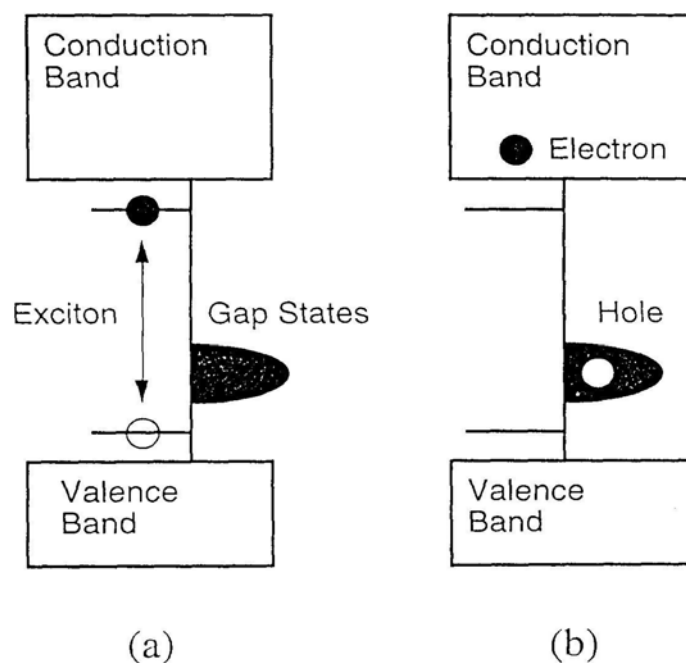 Conduction
Band
Exciton
Gap States
Valence
Band
(a)
Conduction
Band
Electron
Hole
Valence
Band
(b)